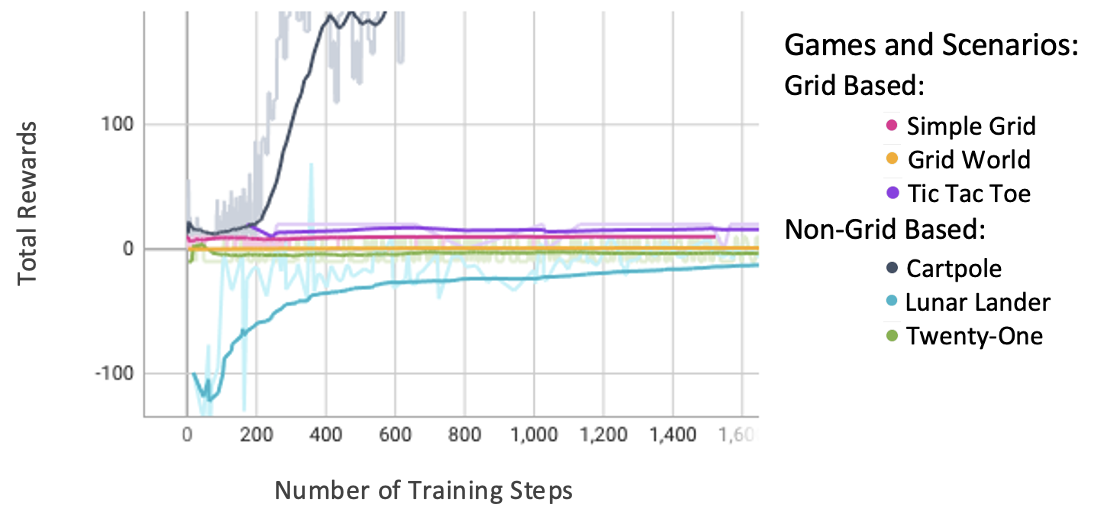 Total Rewards
100
0
-100
0
200
400
600
800
1,000
1,200
1,400
1,60
Number of Training Steps
Games and Scenarios:
Grid Based:
Simple Grid
Grid World
Tic Tac Toe
Non-Grid Based:
Cartpole
Lunar Lander
Twenty-One